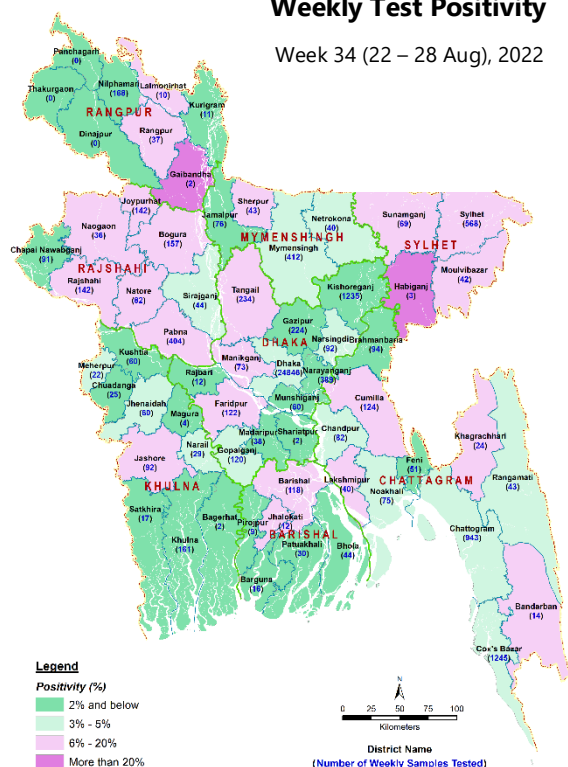 Weekly Test Positivity
Week 34 (22 – 28 Aug), 2022
Panchagarh
(0)
Thakurgaon
(0)
Nilphamari
(168)
Lalmonirhat
(10)
Kurigram
(11)
RANGPUR
Dinajpur
(0)
Rangpur
(37)
Gaibandha
(2)
Joypurhat
(142)
Naogaon
(36)
Bogura
(157)
Chapai Nawabganj
(91)
RAJSHAHI
Rajshahi
(142)
Natore
(82)
Sirajganj
(44)
Pabna
(404)
Jamalpur
(76)
Sherpur
(43)
Netrokona
(40)
MYMENSINGH
Mymensingh
(412)
Sunamganj
(69)
Sylhet
(568)
SYLHET
Habiganj
(3)
Moulvibazar
(42)
Tangail
(234)
Kishoreganj
(1235)
Gazipur
(224)
DHAKA
Narsingdi
(92)
Brahmanbaria
(94)
Manikganj
(73)
Dhaka
(24846)
Narayanganj
(389)
Rajbari
(12)
Faridpur
(122)
Munshiganj
(60)
Madaripur
(38)
Shariatpur
(2)
Gopalganj
(120)
Kushtia
(60)
Meherpur
(22)
Chuadanga
(25)
Jhenaidah
(60)
Magura
(4)
Narail
(29)
Jashore
(92)
KHULNA
Satkhira
(17)
Khulna
(161)
Bagerhat
(2)
Cumilla
(124)
Chandpur
(82)
Lakshmipur
(40)
Noakhali
(75)
Feni
(51)
CHATTAGRAM
Khagrachhari
(24)
Rangamati
(43)
Chattogram
(943)
Bandarban
(14)
Cox's Bazar
(1245)
Barishal
(118)
Jhalokati
(12)
Pirojpur
BARISHAL
Patuakhali
(30)
Bhola
(44)
Barguna
(16)
Legend
Positivity (%)
2% and below
3% - 5%
6% - 20%
More than 20%
N
0 25 50 75 100
Kilometers
District Name
(Number of Weekly Samples Tested)